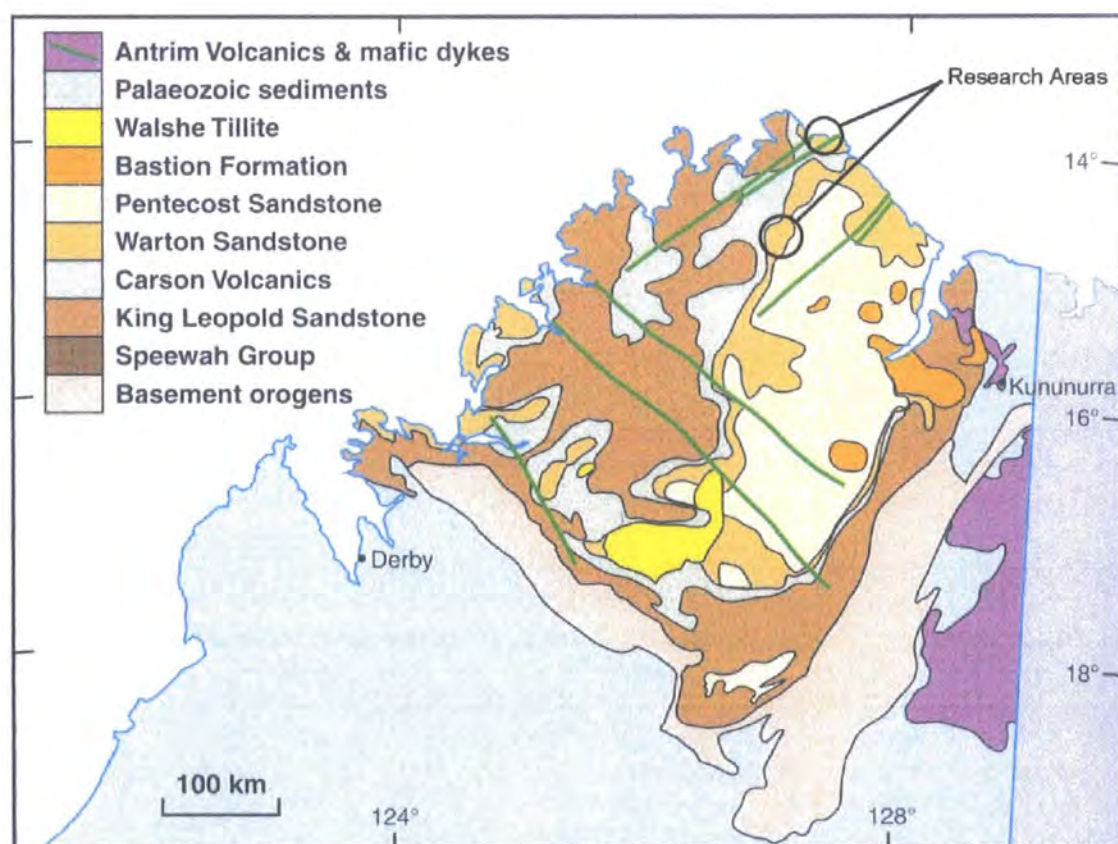 Antrim Volcanics & mafic dykes
Palaeozoic sediments
Walshe Tillite
Bastion Formation
Pentecost Sandstone
Warton Sandstone
Carson Volcanics
King Leopold Sandstone
Speewah Group
Basement orogens
Research Areas
14°
Kununurra
16°
Derby
18°
100 km
124°
128°